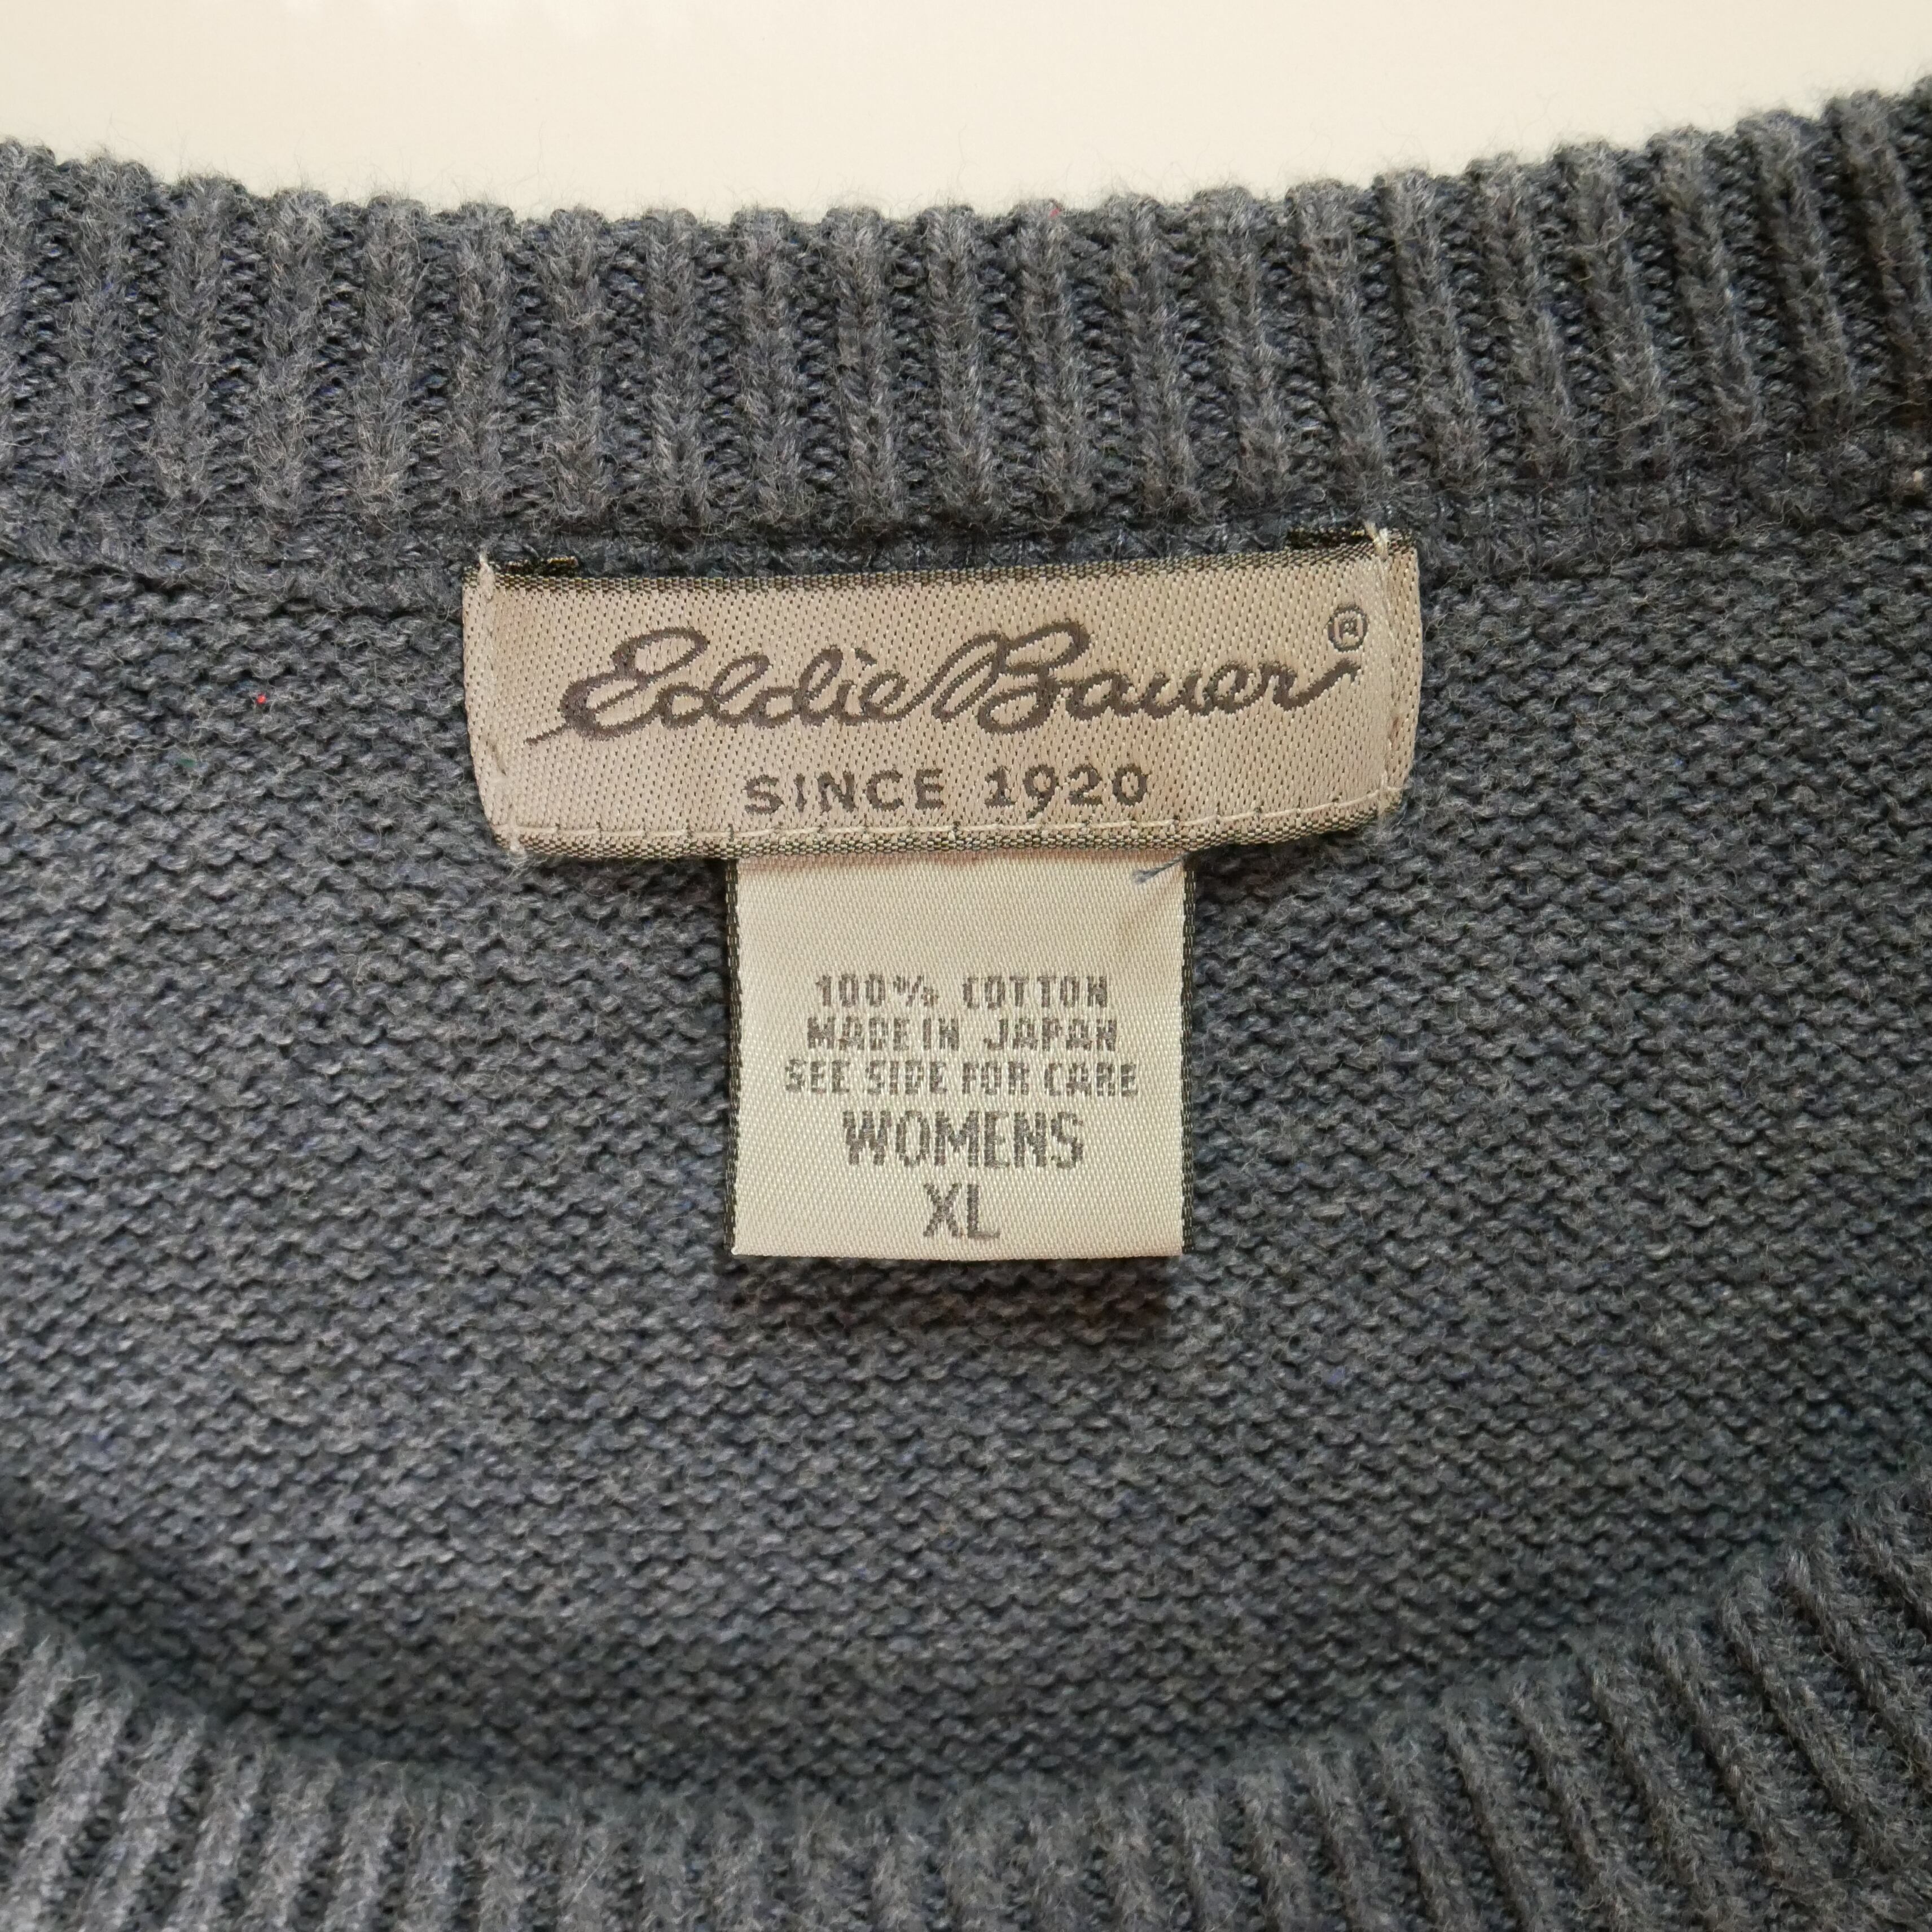 Eddie Bauer®
SINCE 1920
100% COTTON
MADE IN JAPAN
SEE SIDE FOR CARE
WOMENS
XL